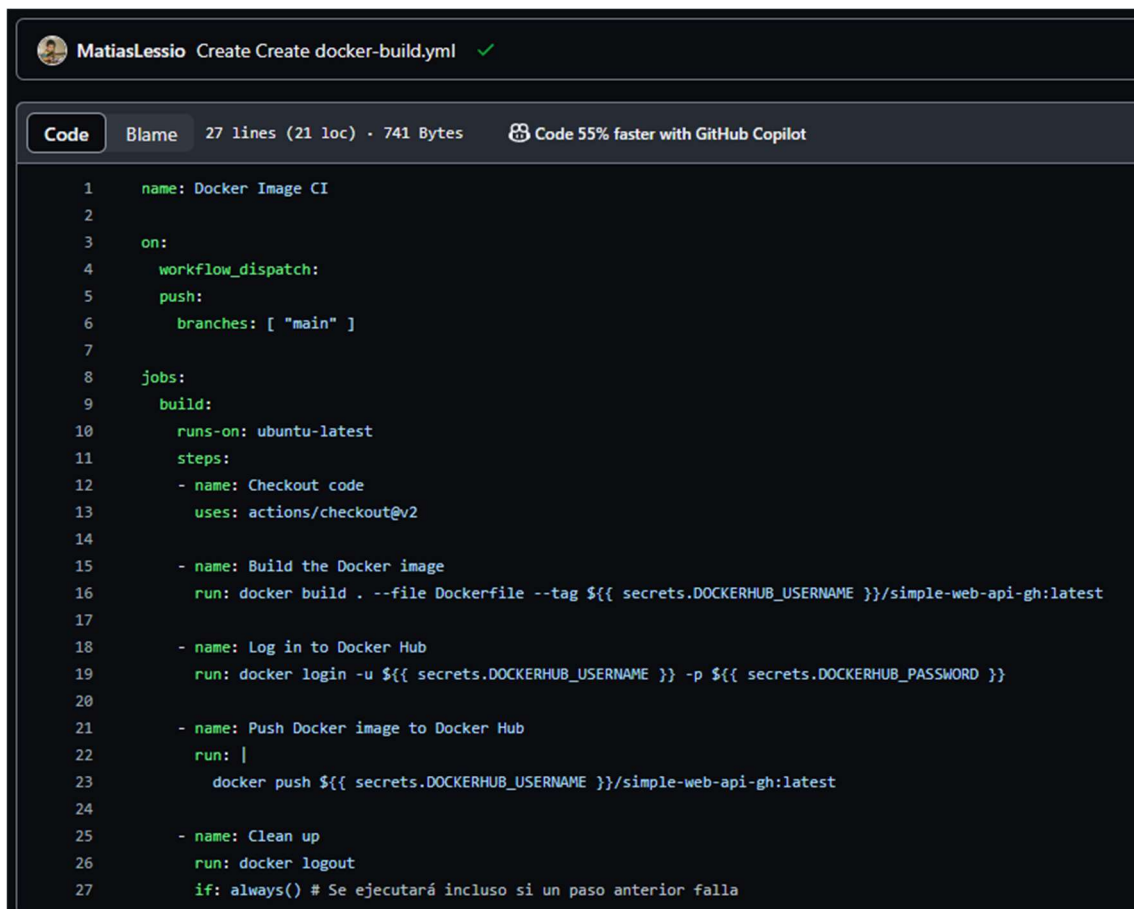 MatiasLessio Create Create docker-build.yml
Code Blame 27 lines (21 loc) · 741 Bytes Code 55% faster with GitHub Copilot
1 name: Docker Image CI
2
3 on:
4   workflow_dispatch:
5   push:
6     branches: [ "main" ]
7
8 jobs:
9   build:
10     runs-on: ubuntu-latest
11     steps:
12     - name: Checkout code
13       uses: actions/checkout@v2
14
15     - name: Build the Docker image
16       run: docker build . --file Dockerfile --tag ${{ secrets.DOCKERHUB_USERNAME }}/simple-web-api-gh:latest
17
18     - name: Log in to Docker Hub
19       run: docker login -u ${{ secrets.DOCKERHUB_USERNAME }} -p ${{ secrets.DOCKERHUB_PASSWORD }}
20
21     - name: Push Docker image to Docker Hub
22       run: |
23         docker push ${{ secrets.DOCKERHUB_USERNAME }}/simple-web-api-gh:latest
24
25     - name: Clean up
26       run: docker logout
27       if: always() # Se ejecutará incluso si un paso anterior falla